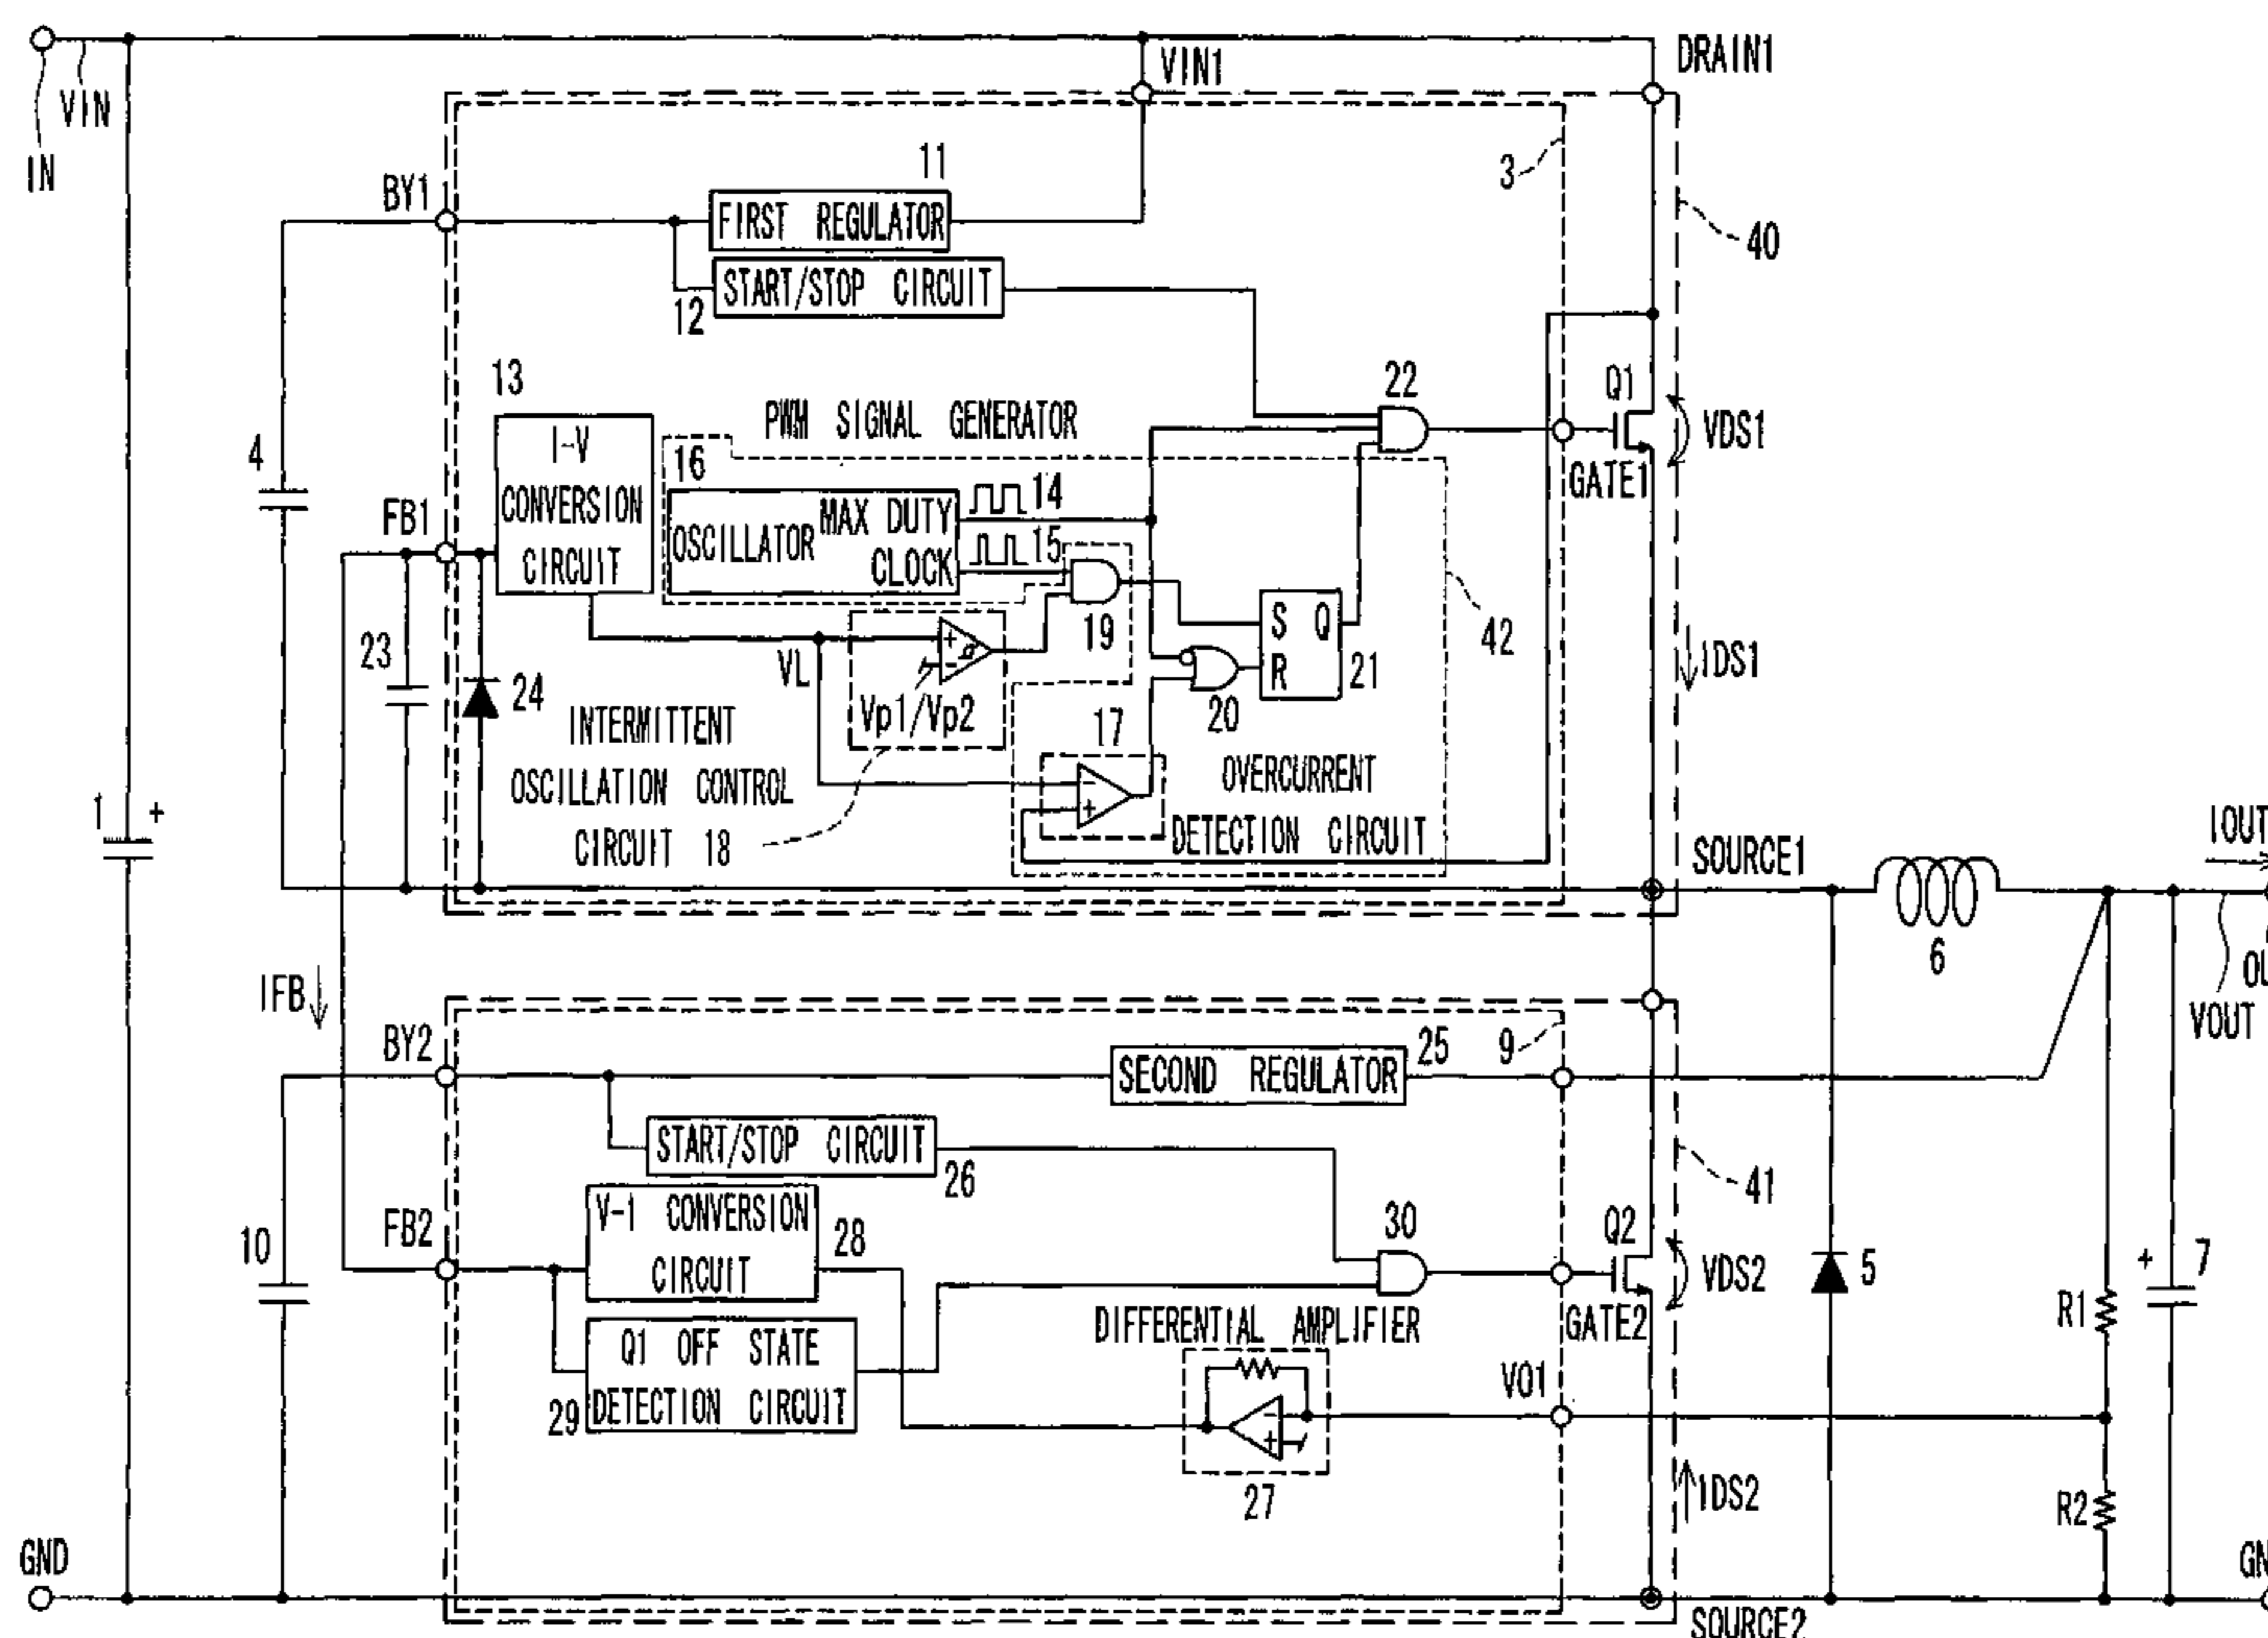 DRAIN1
VIN1
VIN
IN
3
11
40
BY1
FIRST REGULATOR
START/STOP CIRCUIT
12
13
22
Q1
PWM SIGNAL GENERATOR
VDS1
4
I-V
CONVERSION
CIRCUIT
16
GATE1
FB1
OSCILLATOR
MAX DUTY
CLOCK
14
15
19
S Q
R
42
23
VL
21
IDS1
24
Vp1/Vp2
20
17
INTERMITTENT
OSCILLATION CONTROL
CIRCUIT 18
OVERCURRENT
DETECTION CIRCUIT
1
+
SOURCE1
IOUT
6
IFB
VOUT
BY2
9
25
SECOND REGULATOR
START/STOP CIRCUIT
26
41
10
FB2
V-1 CONVERSION
CIRCUIT
28
30
Q2
VDS2
5
+
7
GATE2
R1
Q1 OFF STATE
DETECTION CIRCUIT
29
DIFFERENTIAL AMPLIFIER
VO1
27
IDS2
R2
GND
SOURCE2